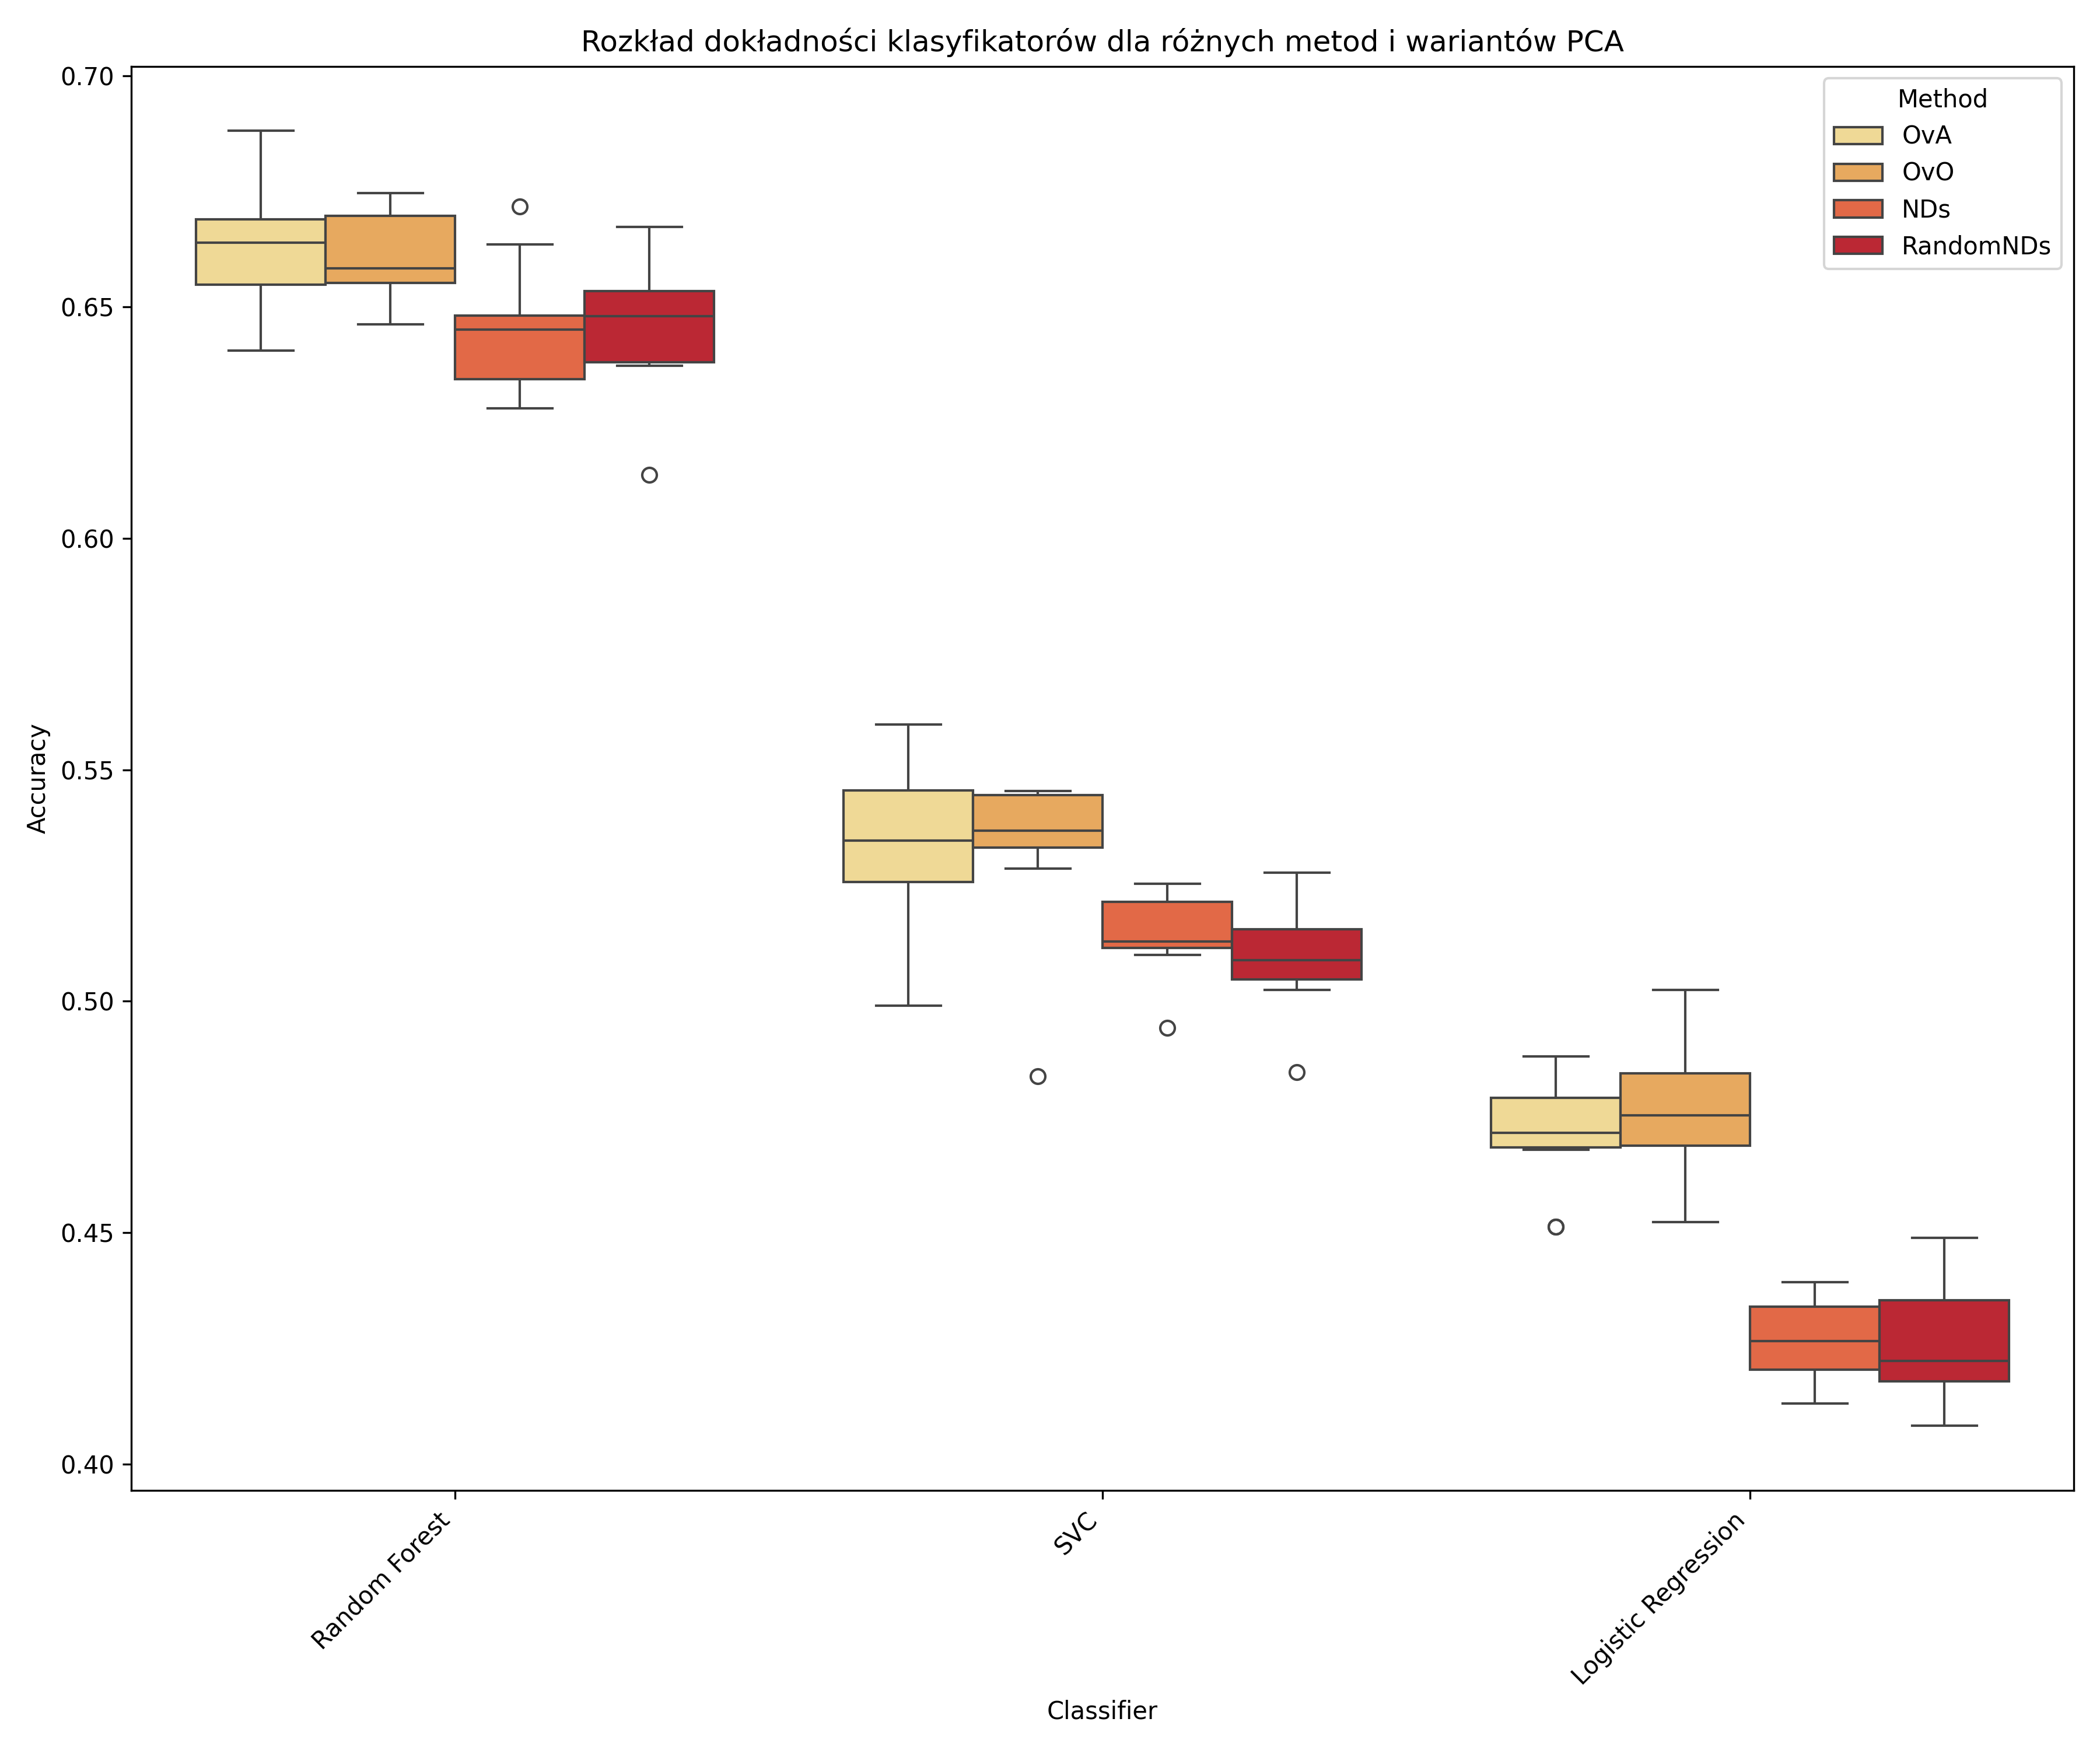 Rozkład dokładności klasyfikatorów dla różnych metod i wariantów PCA
Method
OvA
OvO
NDs
RandomNDs
Accuracy
0.70
0.65
0.60
0.55
0.50
0.45
0.40
Random Forest
SVC
Logistic Regression
Classifier